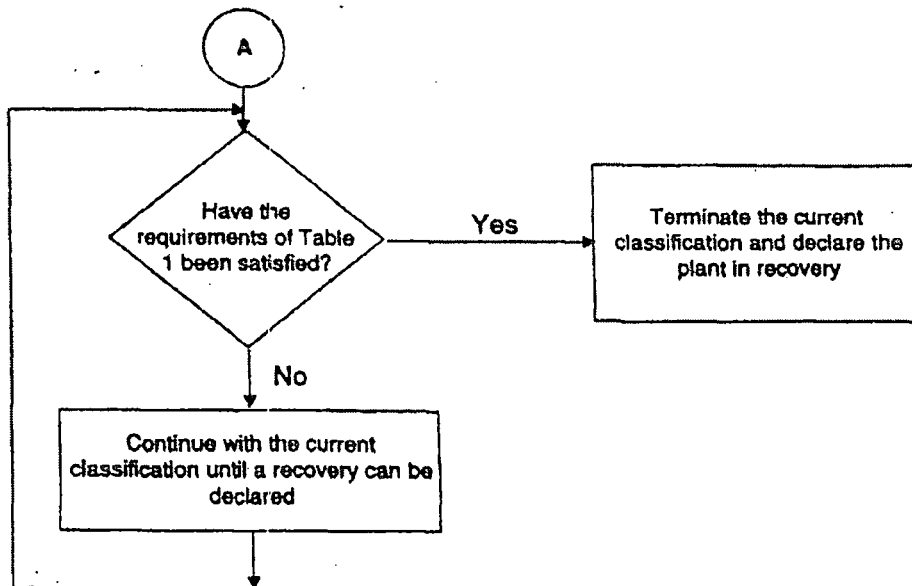 A
Have the
requirements of Table
1 been satisfied?
Yes
Terminate the current
classification and declare the
plant in recovery
No
Continue with the current
classification until a recovery can be
declared